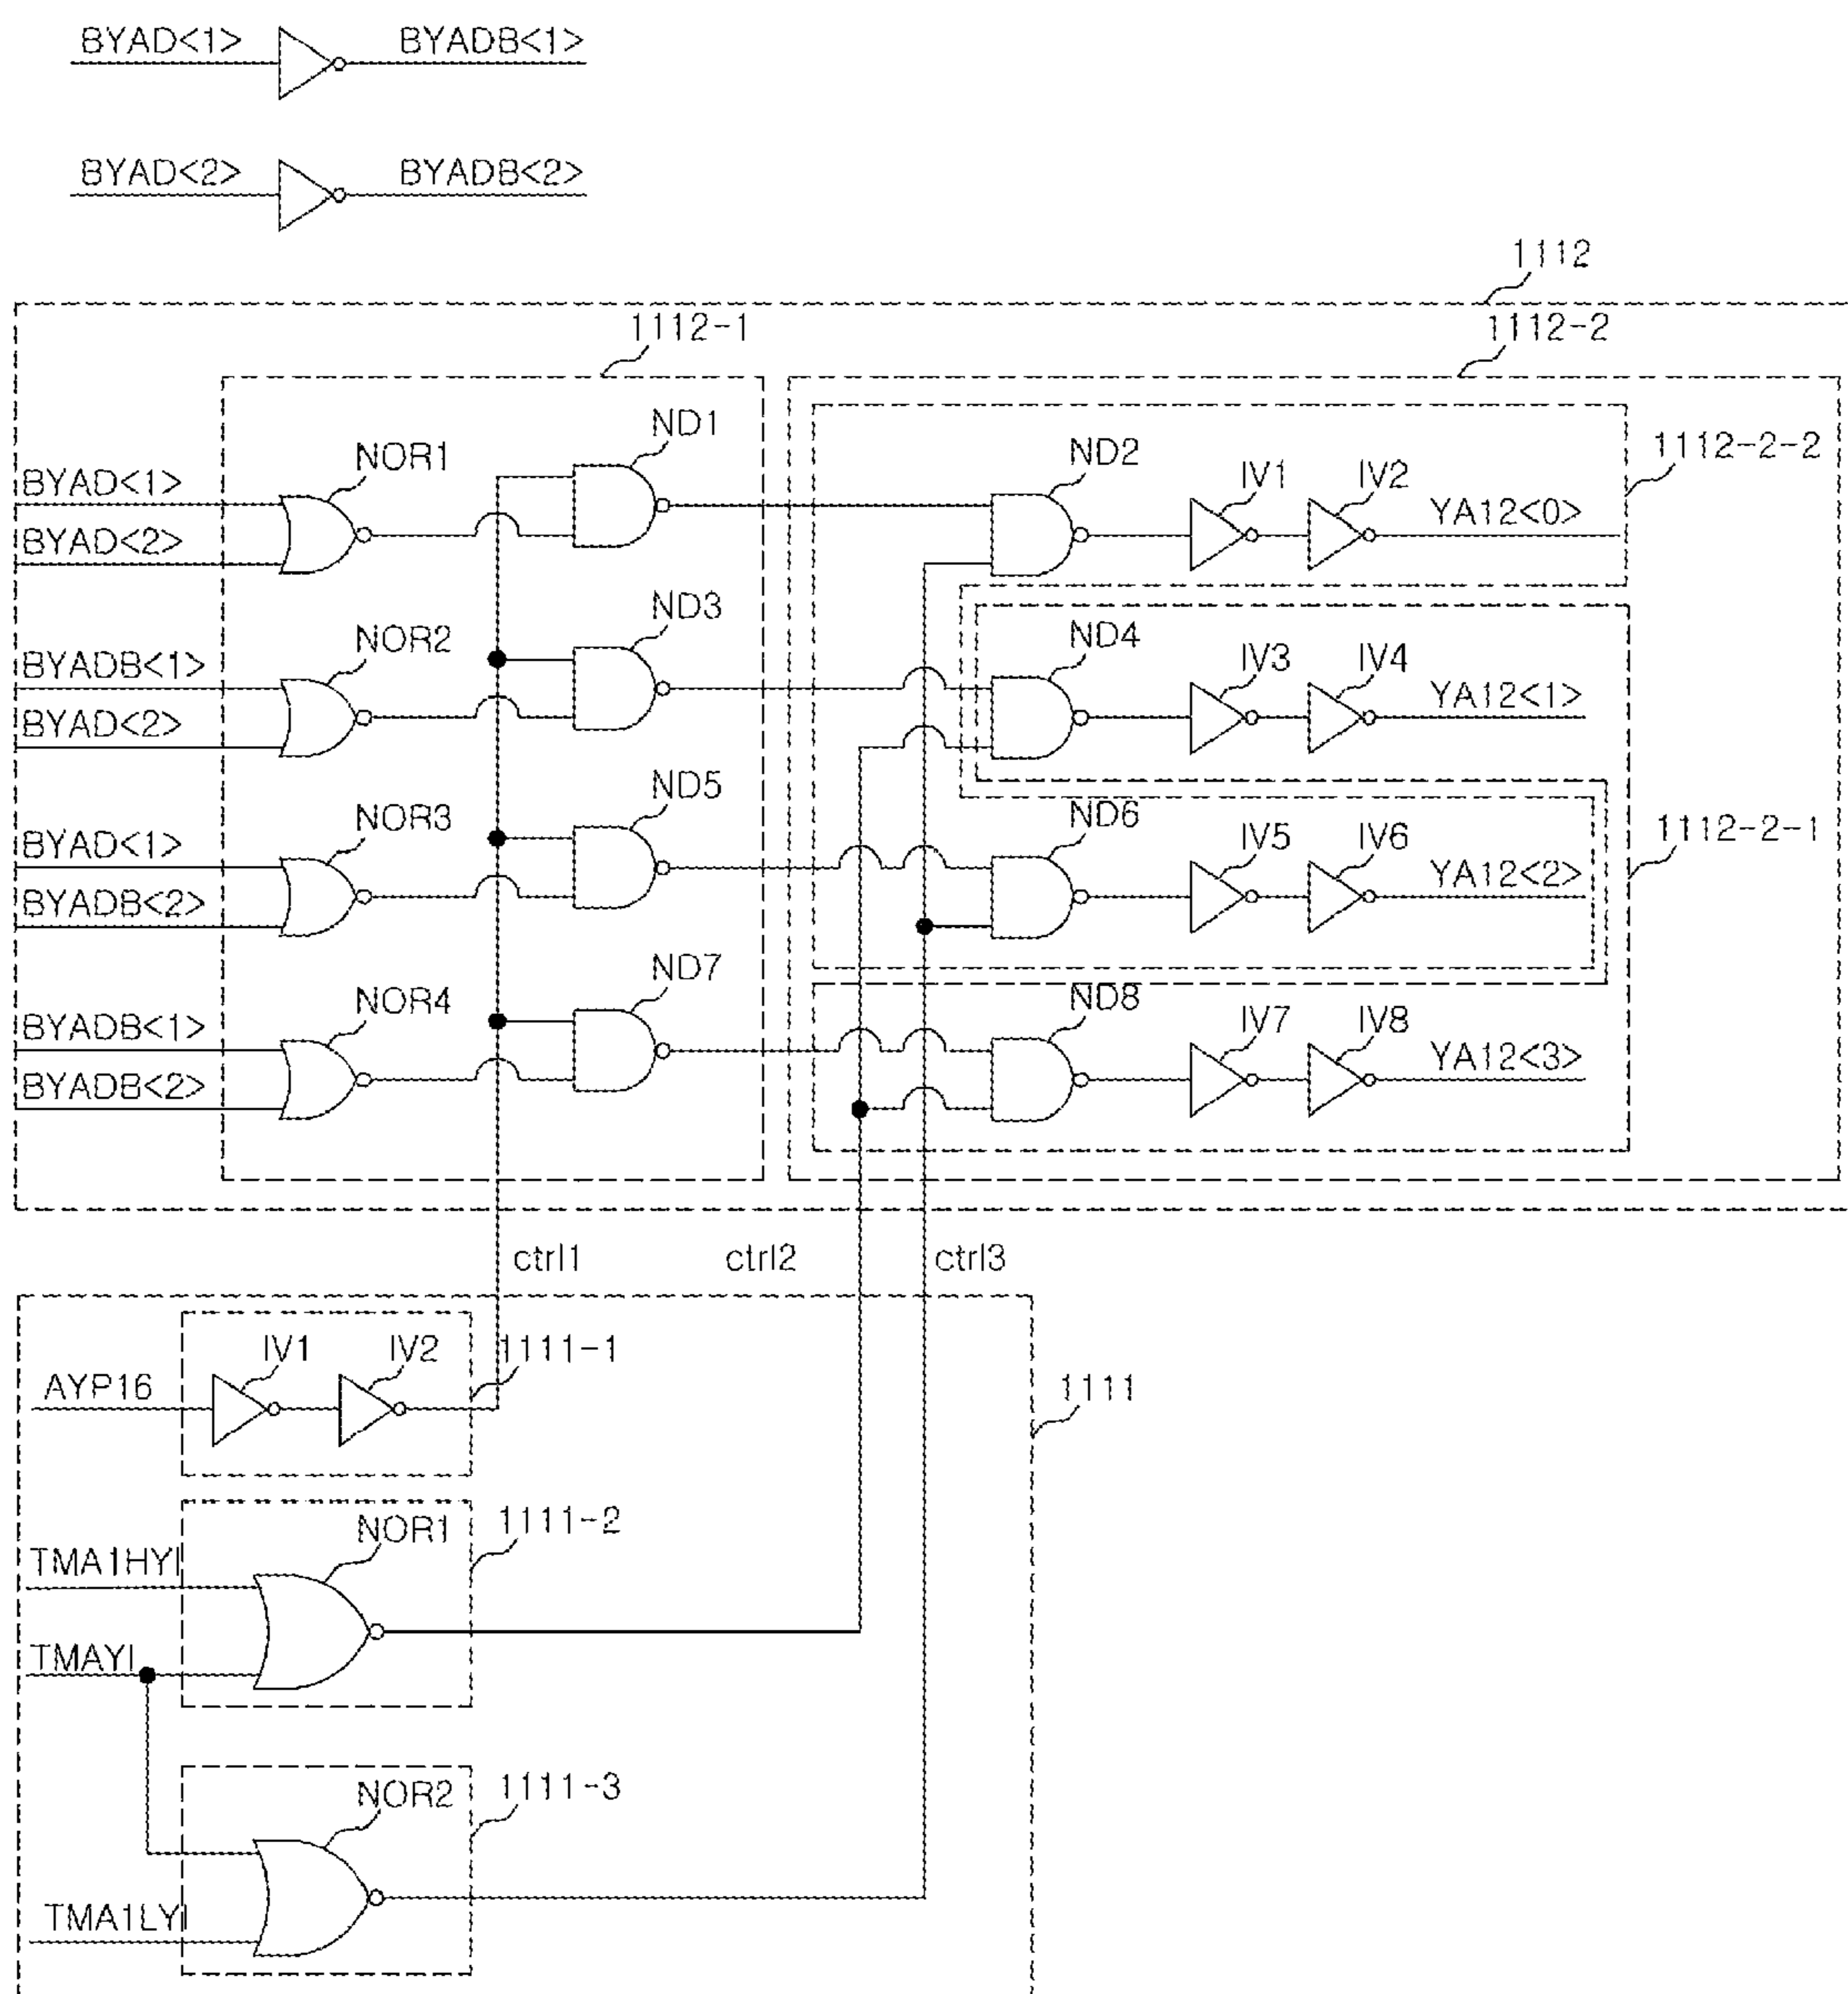 BYAD<1> BYADB<1>
BYAD<2> BYADB<2>
1112
1112-1 1112-2
ND1
NOR1 ND2 IV1 IV2 1112-2-2
BYAD<1> YA12<0>
BYAD<2>
ND3
NOR2 ND4 IV3 IV4
BYADB<1> YA12<1>
BYAD<2>
ND5
NOR3 ND6 IV5 IV6 1112-2-1
BYAD<1> YA12<2>
BYADB<2>
ND7
NOR4 ND8 IV7 IV8
BYADB<1> YA12<3>
BYADB<2>
ctrl1 ctrl2 ctrl3
IV1 IV2 1111-1
AYP16 1111
NOR1 1111-2
TMA1HYI
TMAYI
NOR2 1111-3
TMA1LYI